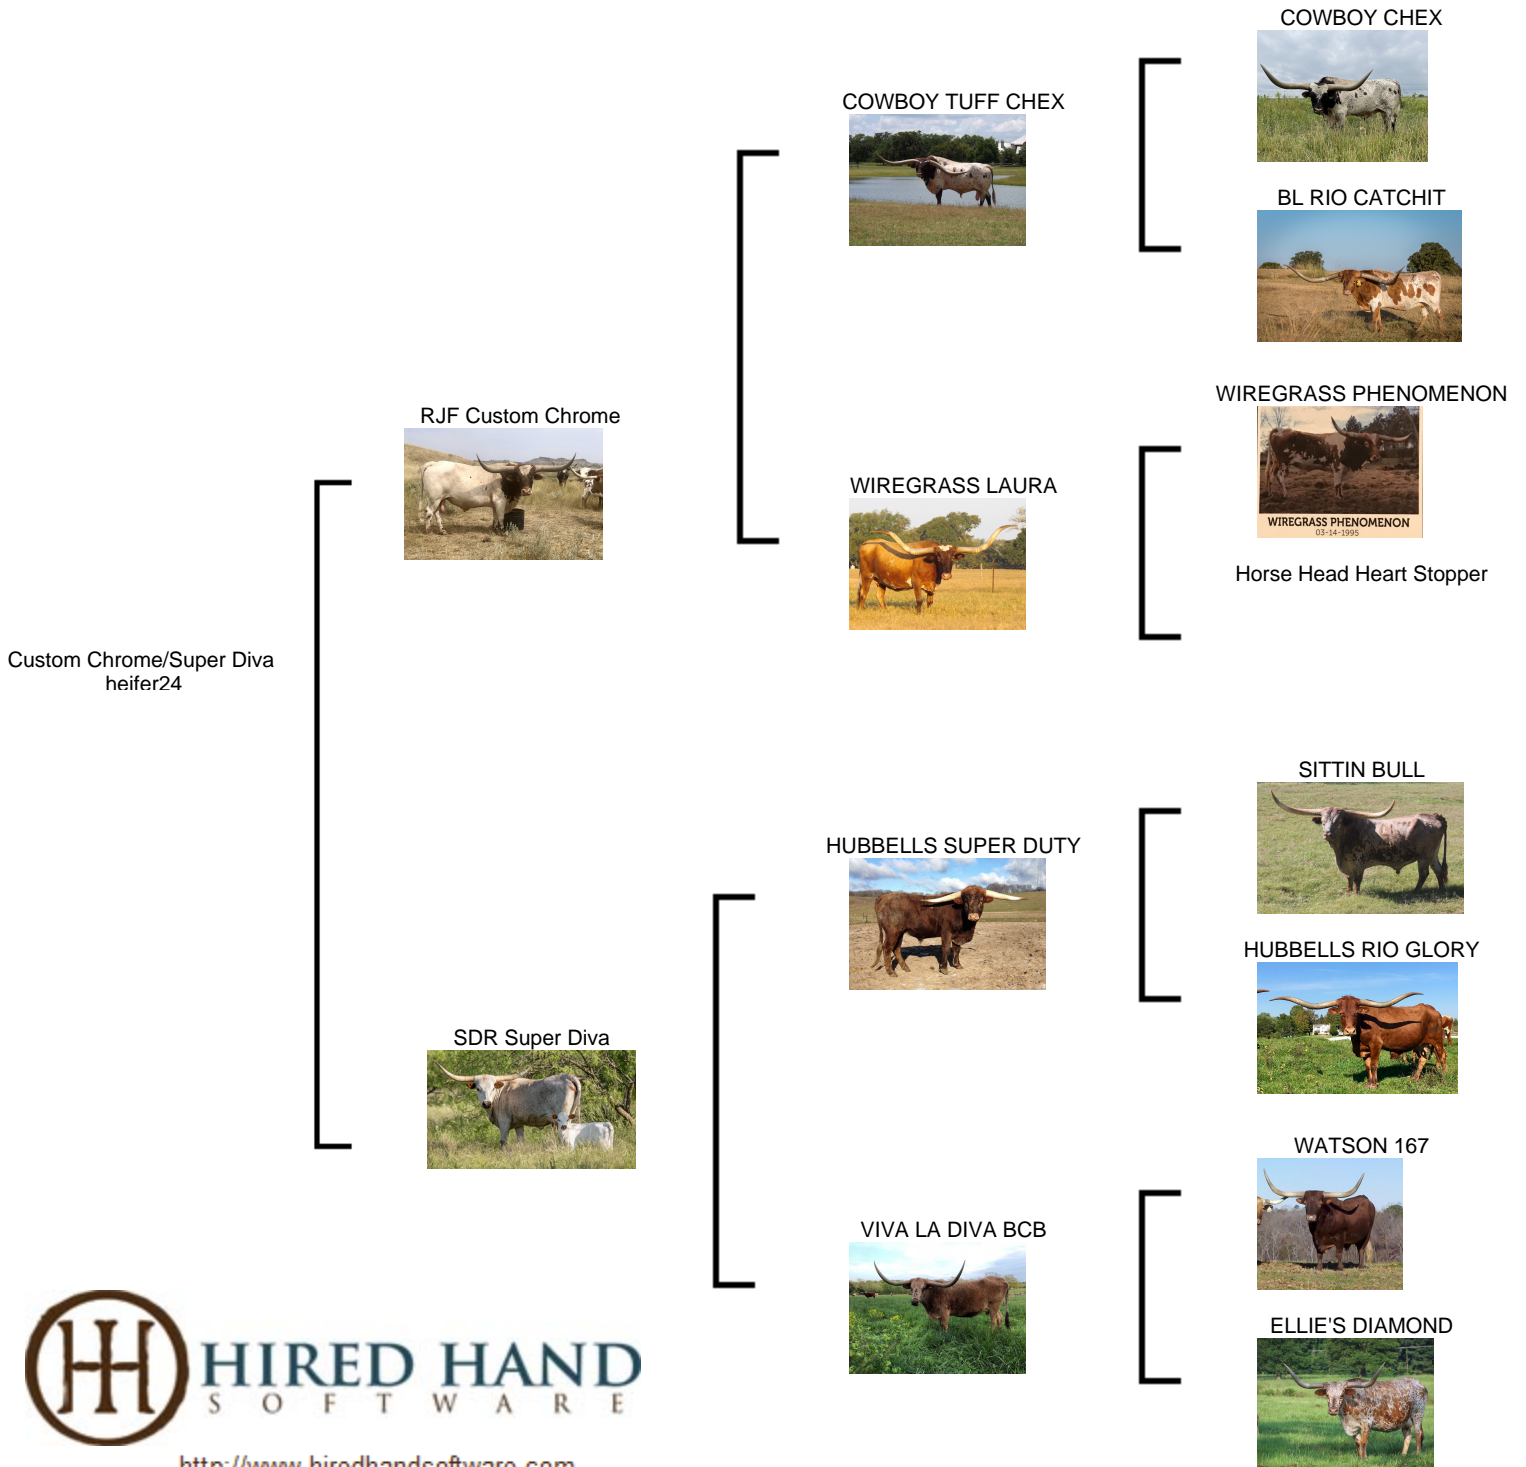 COWBOY CHEX
COWBOY TUFF CHEX
BL RIO CATCHIT
WIREGRASS PHENOMENON
RJF Custom Chrome
WIREGRASS LAURA
WIREGRASS PHENOMENON
03-14-1995
Horse Head Heart Stopper
Custom Chrome/Super Diva
heifer24
SITTIN BULL
HUBBELLS SUPER DUTY
HUBBELLS RIO GLORY
SDR Super Diva
WATSON 167
VIVA LA DIVA BCB
ELLIE'S DIAMOND
HIRED HAND
SOFTWARE
http://www.hiredhandsoftware.com